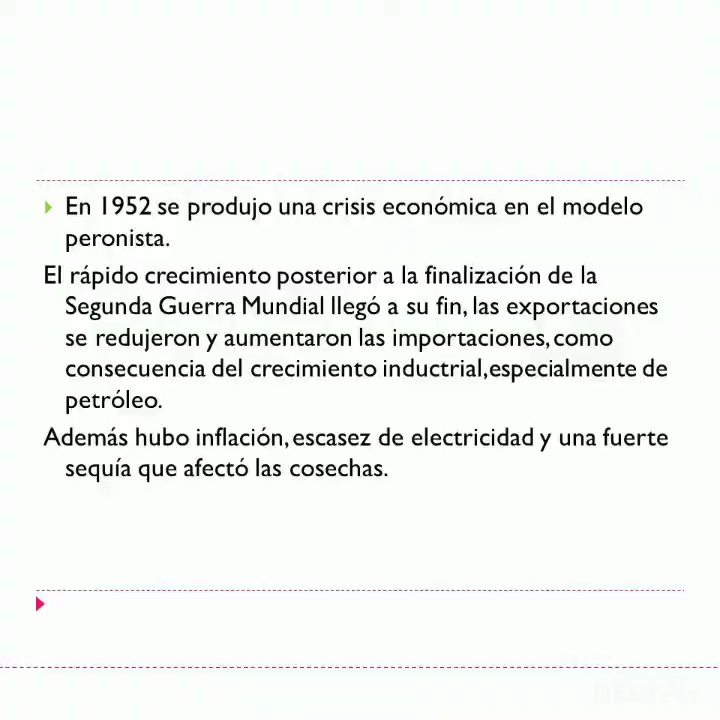 En 1952 se produjo una crisis económica en el modelo
peronista.
El rápido crecimiento posterior a la finalización de la
Segunda Guerra Mundial llegó a su fin, las exportaciones
se redujeron y aumentaron las importaciones, como
consecuencia del crecimiento inductrial,especialmente de
petróleo.
Además hubo inflación, escasez de electricidad y una fuerte
sequía que afectó las cosechas.